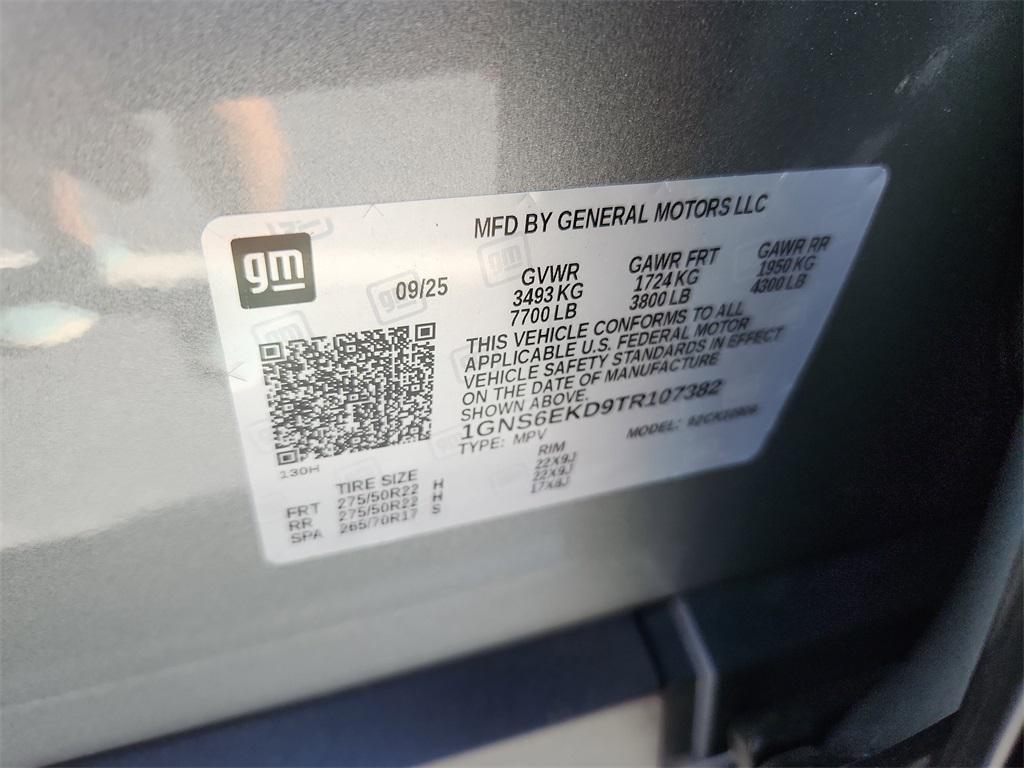 gm
MFD BY GENERAL MOTORS LLC
09/25
GVWR
3493 KG
7700 LB
GAWR FRT
1724 KG
3800 LB
GAWR RR
1950 KG
4300 LB
THIS VEHICLE CONFORMS TO ALL
APPLICABLE U.S. FEDERAL MOTOR
VEHICLE SAFETY STANDARDS IN EFFECT
ON THE DATE OF MANUFACTURE
SHOWN ABOVE.
1GNS6EKD9TR107382
TYPE: MPV
MODEL:
130H
TIRE SIZE
RIM
FRT 275/50R22 H 22X9J
RR 275/50R22 H 22X9J
SPA 265/70R17 S 17X8J